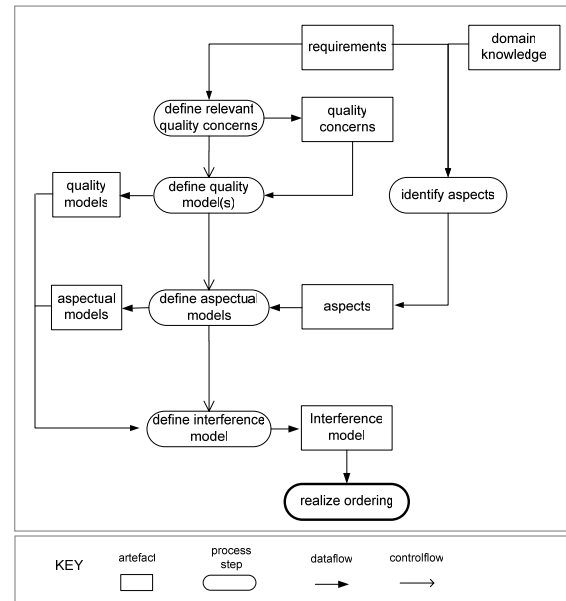 requirements
domain
knowledge
define relevant
quality concerns
quality
concerns
quality
models
define quality
model(s)
identify aspects
aspectual
models
define aspectual
models
aspects
define interference
model
Interference
model
realize ordering
KEY
artefact
process
step
dataflow
controlflow